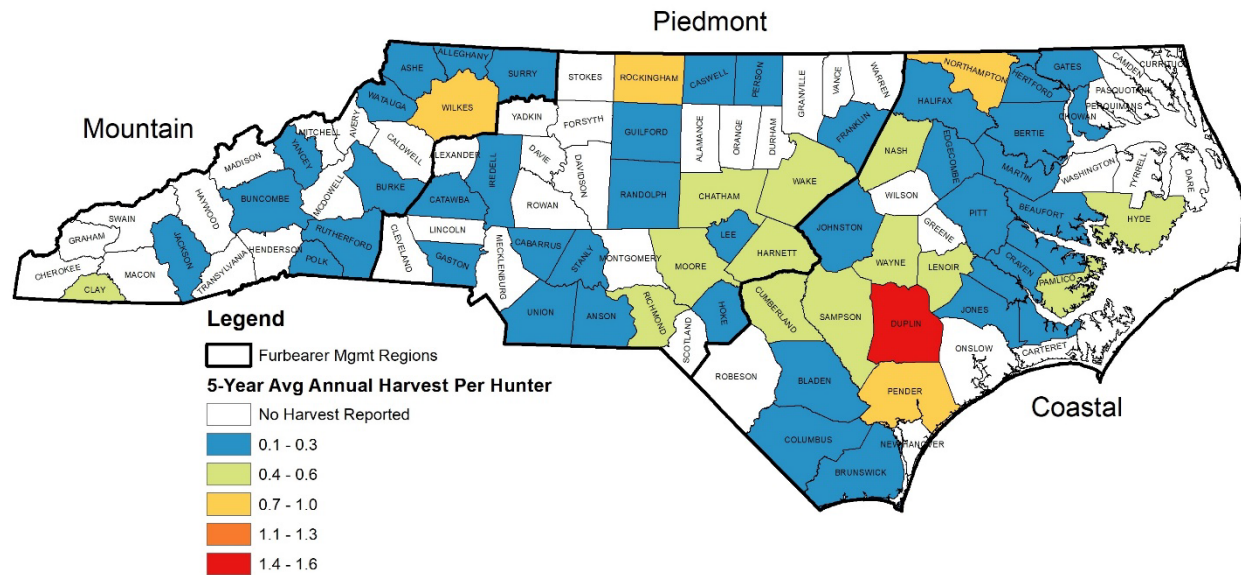 Piedmont
Mountain
Coastal
ALLEGHANY
ASHE
SURRY
STOKES
ROCKINGHAM
CASWELL
PERSON
GRANVILLE
VANCE
WARREN
NORTHAMPTON
HERTFORD
GATES
CAMDEN
CURRITUCK
PASQUOTANK
PERQUIMANS
CHOWAN
WATAUGA
WILKES
YADKIN
FORSYTH
GUILFORD
ALAMANCE
ORANGE
DURHAM
FRANKLIN
HALIFAX
BERTIE
MITCHELL
AVERY
CALDWELL
ALEXANDER
DAVIE
DAVIDSON
NASH
EDGECOMBE
MARTIN
WASHINGTON
TYRRELL
DARE
MADISON
YANCEY
IREDELL
RANDOLPH
CHATHAM
WAKE
WILSON
HAYWOOD
BUNCOMBE
MCDOWELL
BURKE
CATAWBA
ROWAN
JOHNSTON
GREENE
PITT
BEAUFORT
HYDE
SWAIN
GRAHAM
JACKSON
HENDERSON
RUTHERFORD
POLK
CLEVELAND
LINCOLN
GASTON
MECKLENBURG
CABARRUS
STANLY
MONTGOMERY
MOORE
LEE
HARNETT
WAYNE
LENOIR
CRAVEN
PAMLICO
CHEROKEE
CLAY
MACON
TRANSYLVANIA
UNION
ANSON
RICHMOND
SCOTLAND
HOKE
CUMBERLAND
SAMPSON
DUPLIN
JONES
CARTERET
ONSLOW
ROBESON
BLADEN
PENDER
NEW HANOVER
COLUMBUS
BRUNSWICK
Legend
Furbearer Mgmt Regions
5-Year Avg Annual Harvest Per Hunter
No Harvest Reported
0.1 - 0.3
0.4 - 0.6
0.7 - 1.0
1.1 - 1.3
1.4 - 1.6